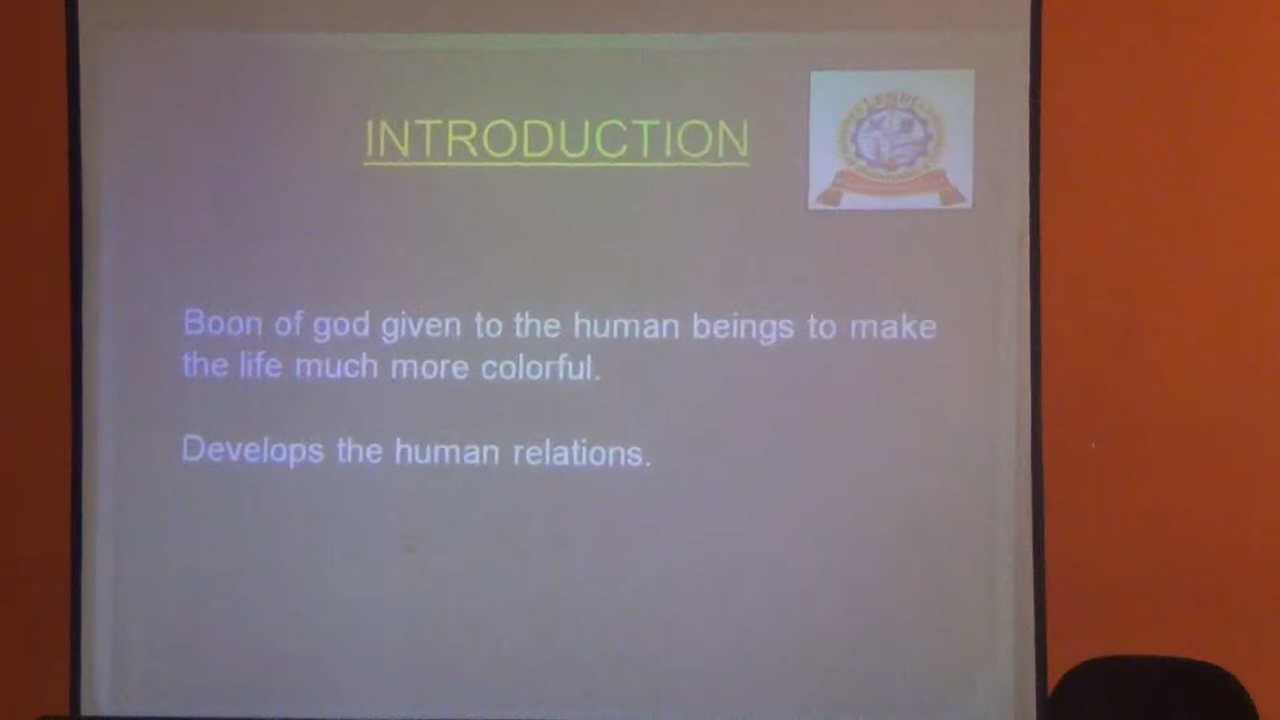 INTRODUCTION
Boon of god given to the human beings to make
the life much more colorful.
Develops the human relations.